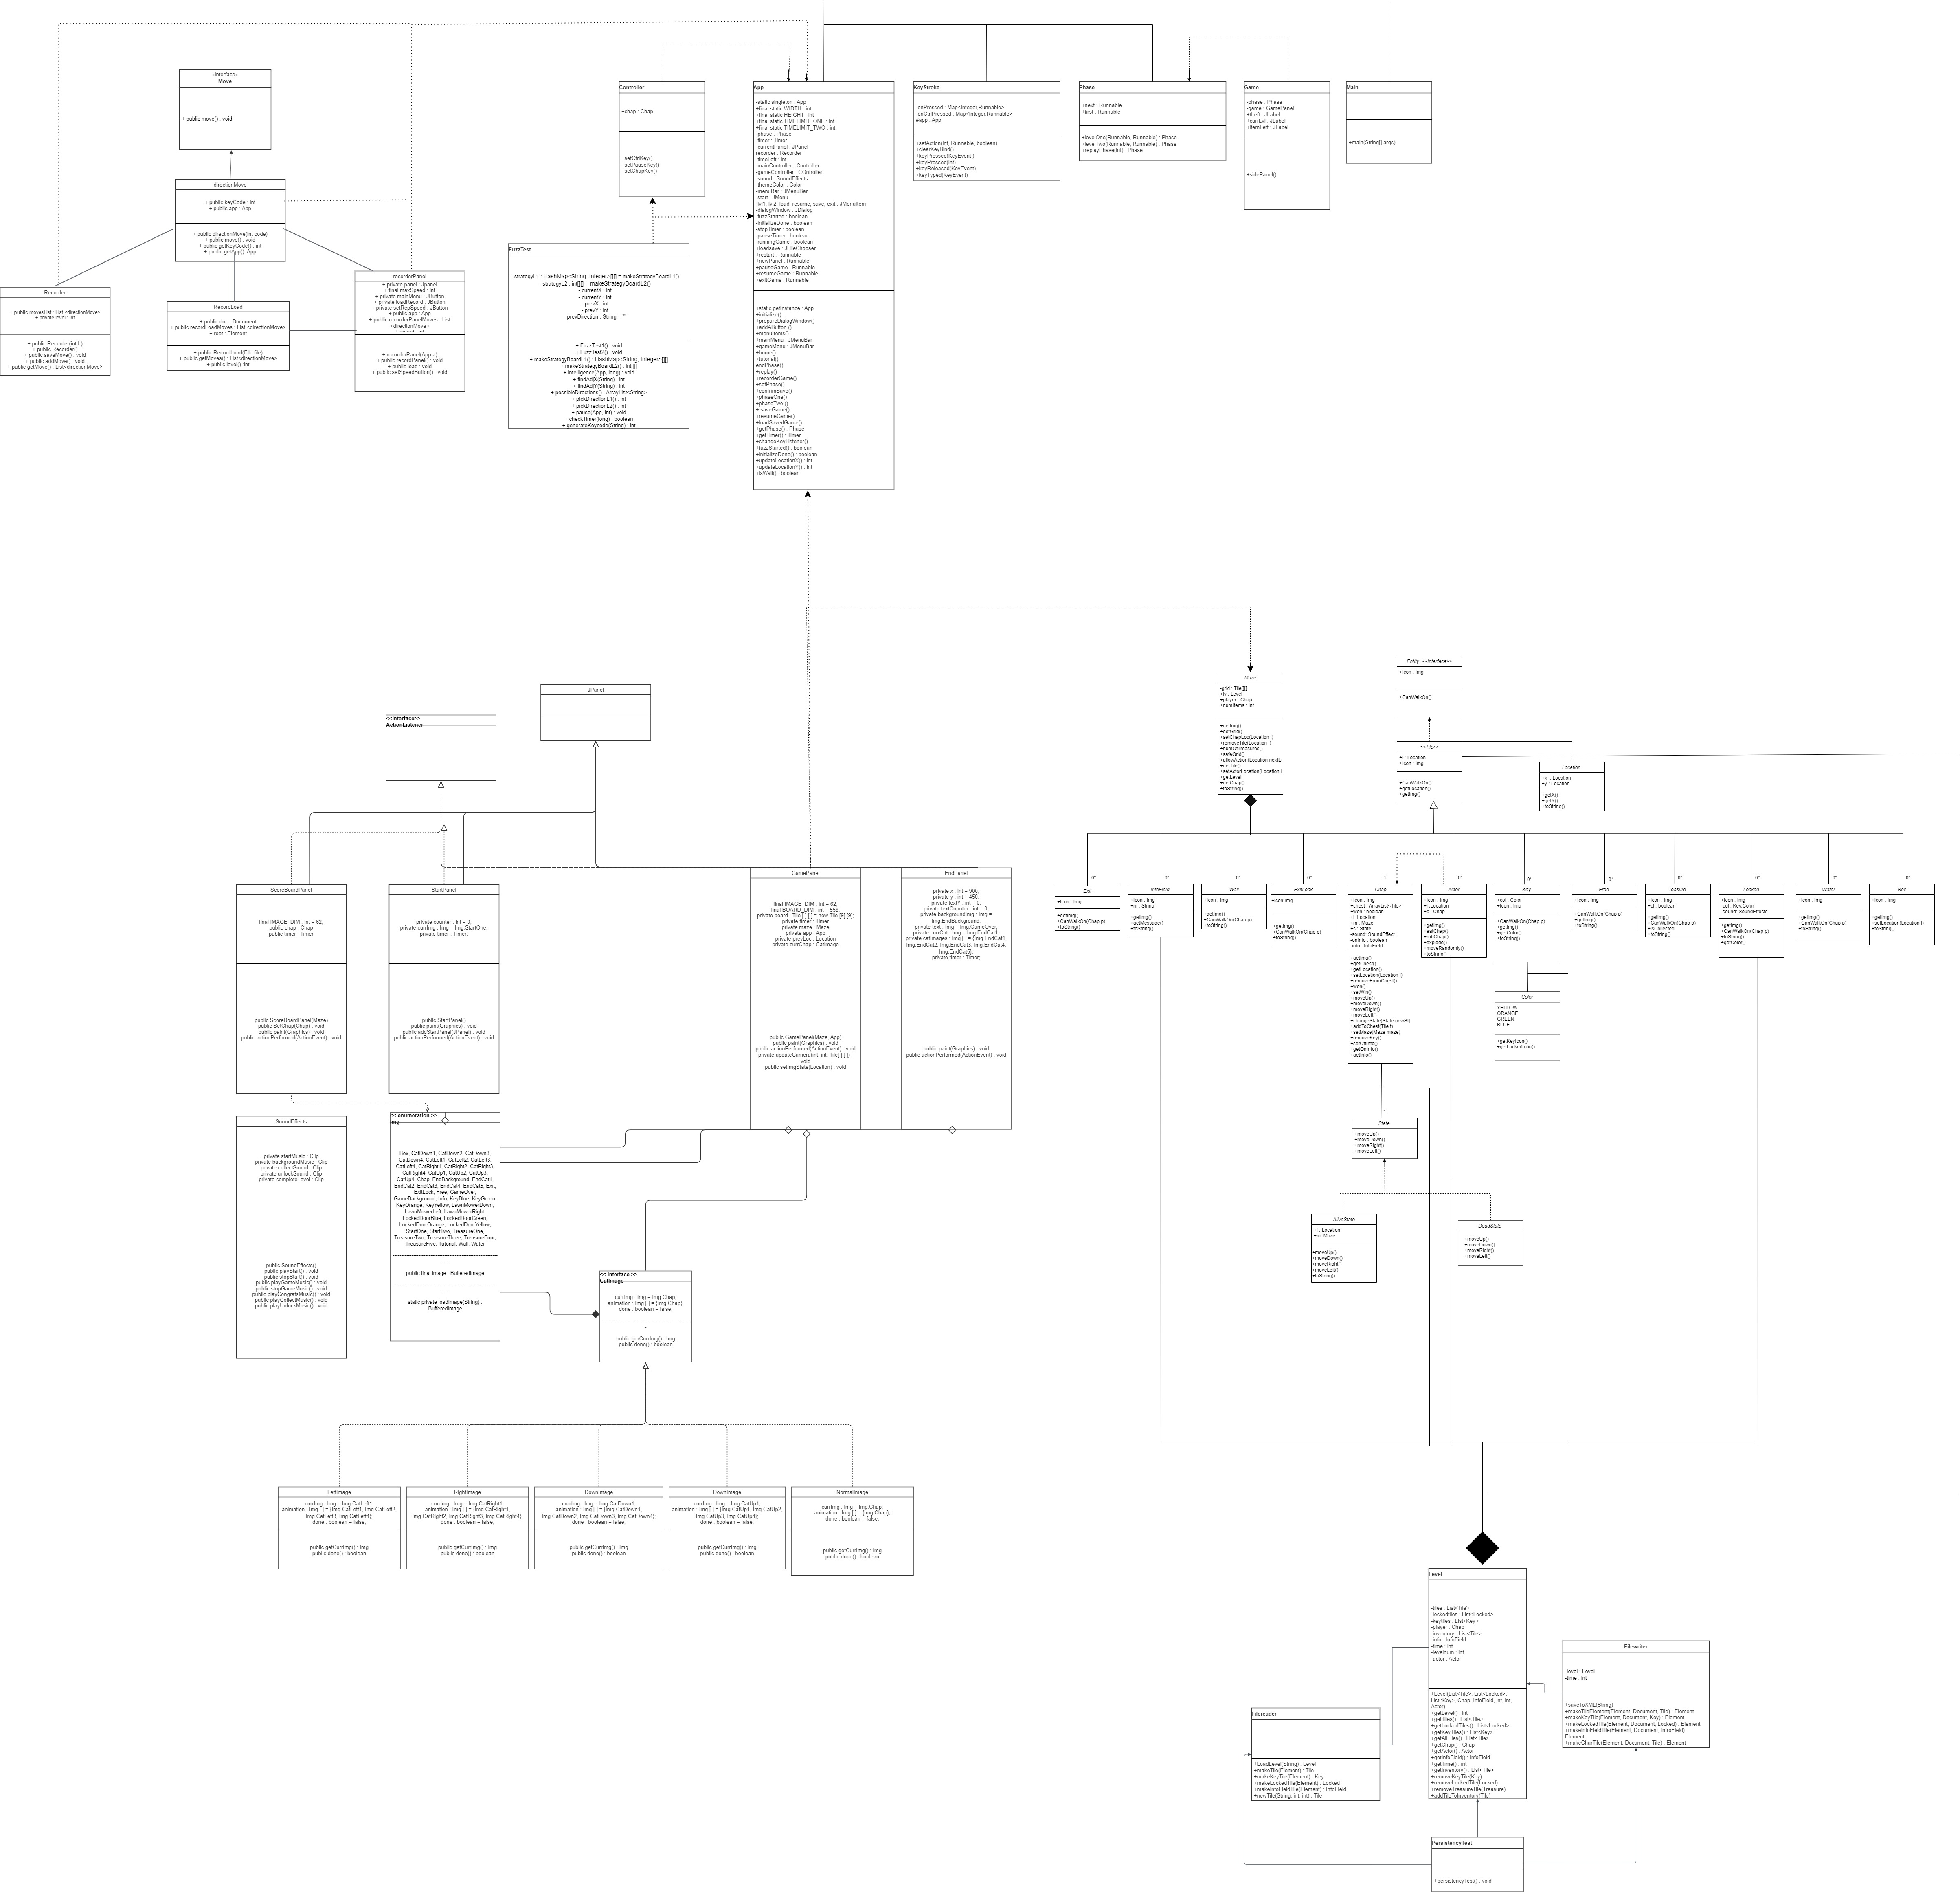 «interface»
Move
+ public move() : void
directionMove
+ public keyCode : int
+ public app : App
+ public directionMove(int code)
+ public move() : void
+ public getKeyCode() : int
+ public getApp(): App
Recorder
+ public movesList : List <directionMove>
+ private level : int
+ public Recorder(int L)
+ public Recorder()
+ public saveMove() : void
+ public addMove() : void
+ public getMove() : List<directionMove>
RecordLoad
+ public doc : Document
+ public recordLoadMoves : List <directionMove>
+ root : Element
+ public RecordLoad(File file)
+ public getMoves() : List<directionMove>
+ public level() :int
recorderPanel
+ private panel : Jpanel
+ final maxSpeed : int
+ private mainMenu : JButton
+ private loadRecord : JButton
+ private setRepSpeed : JButton
+ public app : App
+ public recorderPanelMoves : List
<directionMove>
+ speed : int
+ recorderPanel(App a)
+ public recordPanel() : void
+ public load : void
+ public setSpeedButton() : void
Controller
+chap : Chap
+setCtrlKey()
+setPauseKey()
+setChapKey()
FuzzTest
- strategyL1 : HashMap<String, Integer>[][] = makeStrategyBoardL1()
- strategyL2 : int[][] = makeStrategyBoardL2()
- currentX : int
- currentY : int
- prevX : int
- prevY : int
- prevDirection : String = ""
+ FuzzTest1() : void
+ FuzzTest2() : void
+ makeStrategyBoardL1() : HashMap<String, Integer>[][]
+ makeStrategyBoardL2() : int[][]
+ intelligence(App, long) : void
+ findAdjX(String) : int
+ findAdjY(String) : int
+ possibleDirections() : ArrayList<String>
+ pickDirectionL1() : int
+ pickDirectionL2() : int
+ pause(App, int) : void
+ checkTimer(long) : boolean
+ generateKeycode(String) : int
App
-static singleton : App
+final static WIDTH : int
+final static HEIGHT : int
+final static TIMELIMIT_ONE : int
+final static TIMELIMIT_TWO : int
-phase : Phase
-timer : Timer
-currentPanel : JPanel
recorder : Recorder
-timeLeft : int
-mainController : Controller
-gameController : COntroller
-sound : SoundEffects
-themeColor : Color
-menuBar : JMenuBar
-start : JMenu
-lvl1, lvl2, load, resume, save, exit : JMenuItem
-dialogWindow : JDialog
-fuzzStarted : boolean
-initializeDone : boolean
-stopTimer : boolean
-pauseTimer : boolean
-runningGame : boolean
+loadsave : JFileChooser
+restart : Runnable
+newPanel : Runnable
+pauseGame : Runnable
+resumeGame : Runnable
+exitGame : Runnable
+static getInstance : App
+initialize()
+prepareDialogWindow()
+addAButton ()
+menuItems()
+mainMenu : JMenuBar
+gameMenu : JMenuBar
+home()
+tutorial()
endPhase()
+replay()
+recorderGame()
+setPhase()
+confrimSave()
+phaseOne()
+phaseTwo ()
+ saveGame()
+resumeGame()
+loadSavedGame()
+getPhase() : Phase
+getTimer() : Timer
+changeKeyListener()
+fuzzStarted() : boolean
+initializeDone() : boolean
+updateLocationX() : int
+updateLocationY() : int
+isWall() : boolean
KeyStroke
-onPressed : Map<Integer,Runnable>
-onCtrlPressed : Map<Integer,Runnable>
#app : App
+setAction(int, Runnable, boolean)
+clearKeyBind()
+keyPressed(KeyEvent )
+keyPressed(int)
+keyReleased(KeyEvent)
+keyTyped(KeyEvent)
Phase
+next : Runnable
+first : Runnable
+levelOne(Runnable, Runnable) : Phase
+levelTwo(Runnable, Runnable) : Phase
+replayPhase(int) : Phase
Game
-phase : Phase
-game : GamePanel
+tLeft : JLabel
+currLvl : JLabel
+itemLeft : JLabel
+sidePanel()
Main
+main(String[] args)
JPanel
<<interface>>
ActionListener
ScoreBoardPanel
final IMAGE_DIM : int = 62;
public chap : Chap
public timer : Timer
public ScoreBoardPanel(Maze)
public SetChap(Chap) : void
public paint(Graphics) : void
public actionPerformed(ActionEvent) : void
StartPanel
private counter : int = 0,
private currImg : Img = Img.StartOne,
private timer : Timer;
public StartPanel()
public paint(Graphics) : void
public addStartPanel(JPanel) : void
public actionPerformed(ActionEvent) : void
GamePanel
final IMAGE_DIM : int = 62,
final BOARD_DIM : int = 558,
private board : Tile [ ] [ ] = new Tile [9] [9];
private timer : Timer
private maze : Maze
private app : App
private prevLoc : Location
private currChap : CatImage
public GamePanel(Maze, App)
public paint(Graphics) : void
public actionPerformed(ActionEvent) : void
private updateCamera(int, int, Tile[ ] [ ]) :
void
public setImgState(Location) : void
EndPanel
private x : int = 900,
private y : int = 450,
private textY : int = 0,
private textCounter : int = 0,
private backgroundImg : Img =
Img.EndBackground,
private text : Img = Img.GameOver,
private currCat : Img = Img.EndCat1;
private catImages : Img [ ] = {Img.EndCat1,
Img.EndCat2, Img.EndCat3, Img.EndCat4,
Img.EndCat5};
private timer : Timer;
public paint(Graphics) : void
public actionPerformed(ActionEvent) : void
SoundEffects
private startMusic : Clip
private backgroundMusic : Clip
private collectSound : Clip
private unlockSound : Clip
private completeLevel : Clip
public SoundEffects()
public playStart() : void
public stopStart() : void
public playGameMusic() : void
public stopGameMusic() : void
public playCongratsMusic() : void
public playCollectMusic() : void
public playUnlockMusic() : void
<< enumeration >>
Img
Box, CatDown1, CatDown2, CatDown3,
CatDown4, CatLeft1, CatLeft2, CatLeft3,
CatLeft4, CatRight1, CatRight2, CatRight3,
CatRight4. CatUp1, CatUp2, CatUp3,
CatUp4, Chap, EndBackground, EndCat1,
EndCat2, EndCat3, EndCat4, EndCat5, Exit,
ExitLock, Free, GameOver,
GameBackground, Info, KeyBlue, KeyGreen,
KeyOrange, KeyYellow, LawnMowerDown,
LawnMowerLeft, LawnMowerRight,
LockedDoorBlue, LockedDoorGreen,
LockedDoorOrange, LockedDoorYellow,
StartOne, StartTwo, TreasureOne,
TreasureTwo, TreasureThree, TreasureFour,
TreasureFive, Tutorial, Wall, Water
public final image : BufferedImage
static private loadImage(String) :
BufferedImage
<< interface >>
CatImage
currImg : Img = Img.Chap;
animation : Img [ ] = {Img.Chap};
done : boolean = false;
public gerCurrImg() : Img
public done() : boolean
LeftImage
currImg : Img = Img.CatLeft1,
animation : Img [ ] = {Img.CatLeft1, Img.CatLeft2,
Img.CatLeft3, Img.CatLeft4};
done : boolean = false;
public getCurrImg() : Img
public done() : boolean
RightImage
currImg : Img = Img.CatRight1;
animation : Img [ ] = {Img.CatRight1,
Img.CatRight2, Img.CatRight3, Img.CatRight4};
done : boolean = false,
public getCurrImg() : Img
public done() : boolean
DownImage
currImg : Img = Img.CatDown1,
animation : Img [ ] = {Img.CatDown1,
Img.CatDown2, Img.CatDown3, Img.CatDown4};
done : boolean = false,
public getCurrImg() : Img
public done() : boolean
DownImage
currImg : Img = Img.CatUp1;
animation : Img [ ] = {Img.CatUp1, Img.CatUp2,
Img.CatUp3, Img.CatUp4};
done : boolean = false;
public getCurrImg() : Img
public done() : boolean
NormalImage
currImg : Img = Img.Chap;
animation : Img [ ] = {Img.Chap};
done : boolean = false,
public getCurrImg() : Img
public done() : boolean
Maze
-grid : Tile[][]
+lv : Level
+player : Chap
+numItems : Int
+getImg()
+getGrid()
+setChapLoc(Location l)
+removeTile(Location l)
+numOfTreasures()
+safeGrid()
+allowAction(Location nextL
+getTile()
+setActorLocation(Location
+getLevel
+getChap()
+toString()
Entity <<Interface>>
+Icon : Img
+CanWalkOn()
<<Tile>>
+l : Location
+Icon : Img
+CanWalkOn()
+getLocation()
+getImg()
Location
+x : Location
+y : Location
+getX()
+getY()
+toString()
0* 0* 0* 0* 1 0* 0* 0* 0* 0* 0* 0*
Exit
+Icon : Img
+getImg()
+CanWalkOn(Chap p)
+toString()
InfoField
+Icon : Img
+m : String
+getImg()
+getMessage()
+toString()
Wall
+Icon : Img
+getImg()
+CanWalkOn(Chap p)
+toString()
ExitLock
+Icon:Img
+getImg()
+CanWalkOn(Chap p)
+toString()
Chap
+Icon : Img
+chest : ArrayList<Tile>
+won : boolean
+l : Location
+m : Maze
+s : State
-sound: SoundEffect
-onInfo : boolean
-info : InfoField
+getImg()
+getChest()
+getLocation()
+setLocation(Location l)
+removeFromChest()
+won()
+setWin()
+moveUp()
+moveDown()
+moveRight()
+moveLeft()
+changeState(State newSt)
+addToChest(Tile t)
+setMaze(Maze maze)
+removeKey()
+setOffInfo()
+getOnInfo()
+getInfo()
Actor
+Icon : Img
+l: Location
+c : Chap
+getImg()
+setChap()
+robChap()
+explode()
+moveRandomly()
+toString()
Key
+col : Color
+Icon : Img
+CanWalkOn(Chap p)
+getImg()
+getColor()
+toString()
Free
+Icon : Img
+CanWalkOn(Chap p)
+getImg()
+toString()
Teasure
+Icon : Img
+cl : boolean
+getImg()
+CanWalkOn(Chap p)
+isCollected
+toString()
Locked
+Icon : Img
-col : Key.Color
-sound: SoundEffects
+getImg()
+CanWalkOn(Chap p)
+toString()
+getColor()
Water
+Icon : Img
+getImg()
+CanWalkOn(Chap p)
+toString()
Box
+Icon : Img
+getImg()
+setLocation(Location l)
+toString()
Color
YELLOW
ORANGE
GREEN
BLUE
+getKeyIcon()
+getLockedIcon()
1
State
+moveUp()
+moveDown()
+moveRight()
+moveLeft()
AliveState
+l : Location
+m :Maze
+moveUp()
+moveDown()
+moveRight()
+moveLeft()
+toString()
DeadState
+moveUp()
+moveDown()
+moveRight()
+moveLeft()
Level
-tiles : List<Tile>
-lockedtiles : List<Locked>
-keytiles : List<Key>
-player : Chap
-inventory : List<Tile>
-info : InfoField
-time : int
-levelnum : int
-actor : Actor
+Level(List<Tile>, List<Locked>,
List<Key>, Chap, InfoField, int, int,
Actor)
+getLevel() : int
+getTiles() : List<Tile>
+getLockedTiles() : List<Locked>
+getKeyTiles() : List<Key>
+getAllTiles() : List<Tile>
+getChap() : Chap
+getActor() : Actor
+getInfoField() : InfoField
+getTime() : int
+getInventory() : List<Tile>
+removeKeyTile(Key)
+removeLockedTile(Locked)
+removeTreasureTile(Treasure)
+addTileToInventory(Tile)
Filewriter
-level : Level
-time : int
+saveToXML(String)
+makeTileElement(Element, Document, Tile) : Element
+makeKeyTile(Element, Document, Key) : Element
+makeLockedTile(Element, Document, Locked) : Element
+makeInfoFieldTile(Element, Document, InfroField) :
Element
+makeCharTile(Element, Document, Tile) : Element
Filereader
+LoadLevel(String) : Level
+makeTile(Element) : Tile
+makeKeyTile(Element) : Key
+makeLockedTile(Element) : Locked
+makeInfoFieldTile(Element) : InfoField
+newTile(String, int, int) : Tile
PersistencyTest
+persistencyTest() : void